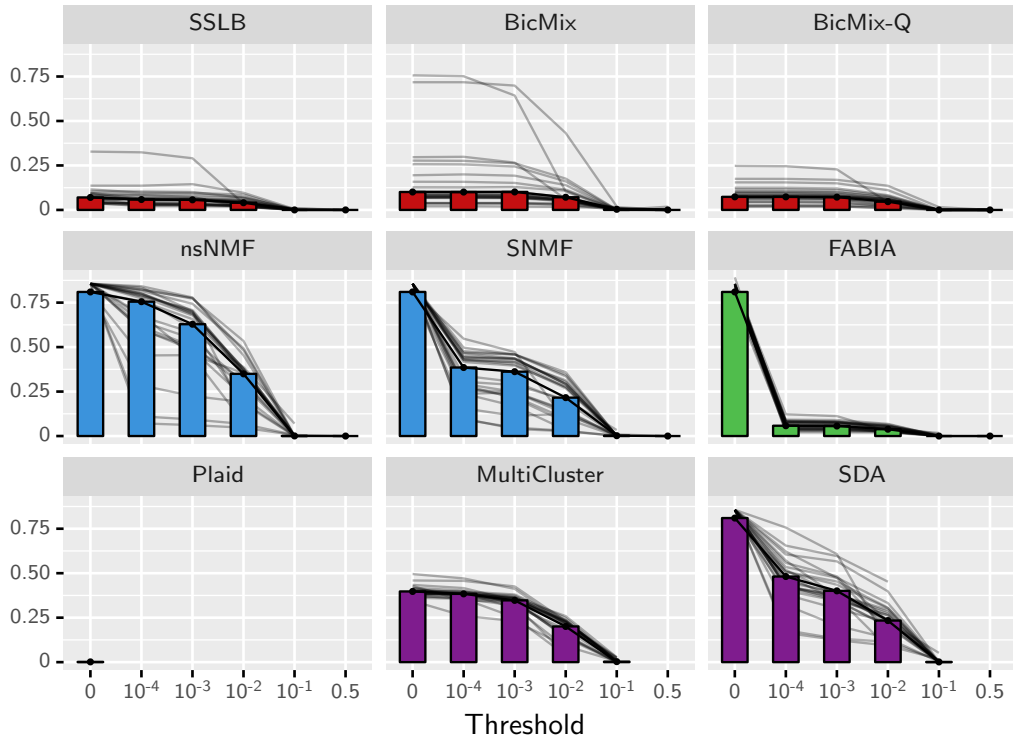 SSLB BicMix BicMix-Q
0.75
0.50
0.25
0
nsNMF SNMF FABIA
0.75
0.50
0.25
0
Plaid MultiCluster SDA
0.75
0.50
0.25
0
0 10⁻⁴ 10⁻³ 10⁻² 10⁻¹ 0.5 0 10⁻⁴ 10⁻³ 10⁻² 10⁻¹ 0.5 0 10⁻⁴ 10⁻³ 10⁻² 10⁻¹ 0.5
Threshold